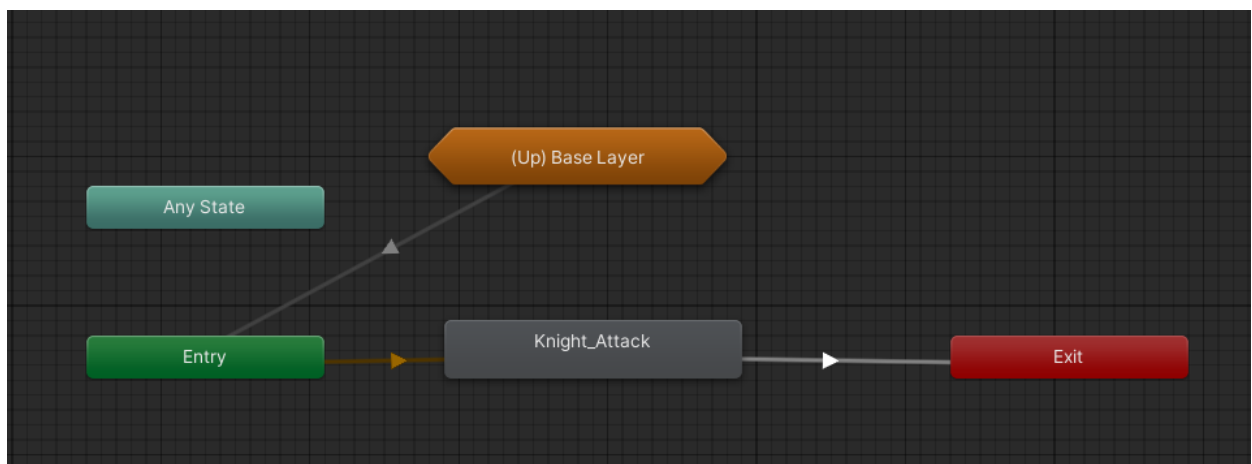 (Up) Base Layer
Any State
Entry
Knight_Attack
Exit